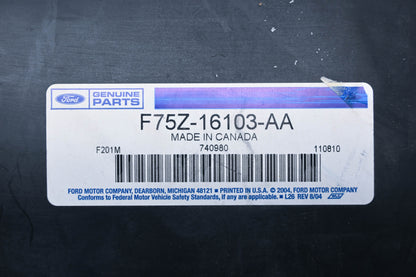 Ford
GENUINE
PARTS
F75Z-16103-AA
MADE IN CANADA
F201M 740980 110810
FORD MOTOR COMPANY, DEARBORN, MICHIGAN 48121 ■ PRINTED IN U.S.A. © 2004, FORD MOTOR COMPANY
Conforms to Federal Motor Vehicle Safety Standards, if any are applicable. ■ L26 REV 8/04